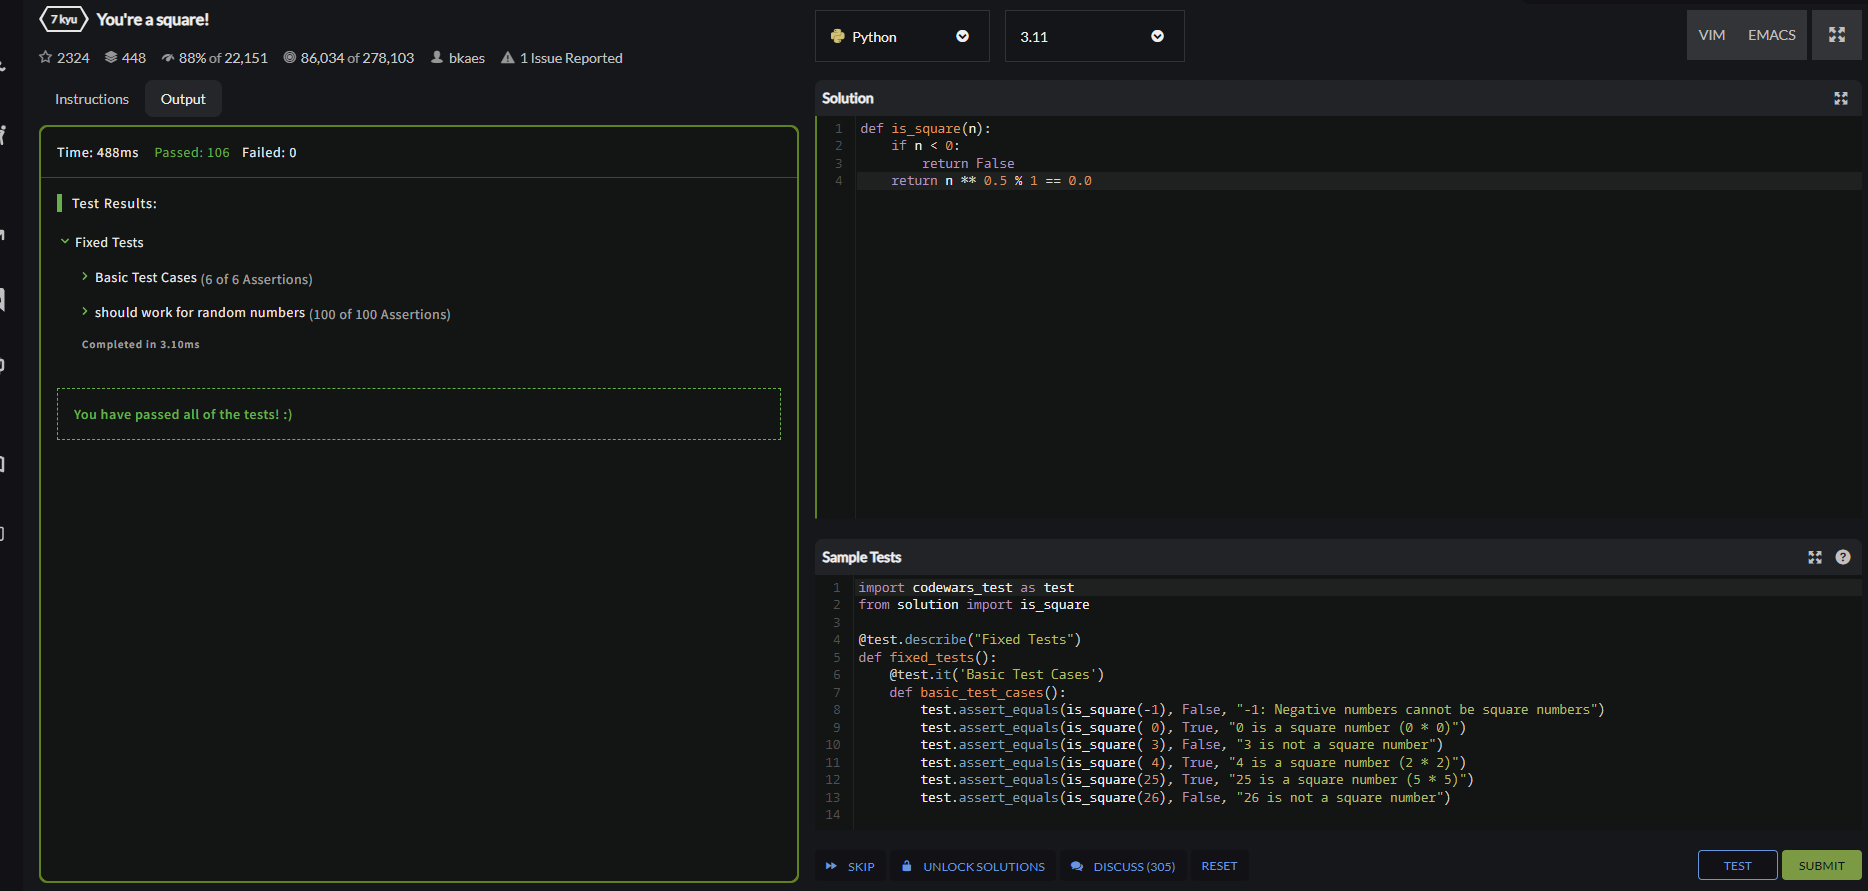 7 kyu You're a square!
2324 448 88% of 22,151 86,034 of 278,103 bkaes 1 Issue Reported
Instructions Output
Time: 488ms Passed: 106 Failed: 0
Test Results:
Fixed Tests
Basic Test Cases (6 of 6 Assertions)
should work for random numbers (100 of 100 Assertions)
Completed in 3.10ms
You have passed all of the tests! :)
Python 3.11 VIM EMACS
Solution
1 def is_square(n):
2     if n < 0:
3         return False
4     return n ** 0.5 % 1 == 0.0
Sample Tests ?
1 import codewars_test as test
2 from solution import is_square
3
4 @test.describe("Fixed Tests")
5 def fixed_tests():
6     @test.it('Basic Test Cases')
7     def basic_test_cases():
8         test.assert_equals(is_square(-1), False, "-1: Negative numbers cannot be square numbers")
9         test.assert_equals(is_square( 0), True, "0 is a square number (0 * 0)")
10         test.assert_equals(is_square( 3), False, "3 is not a square number")
11         test.assert_equals(is_square( 4), True, "4 is a square number (2 * 2)")
12         test.assert_equals(is_square(25), True, "25 is a square number (5 * 5)")
13         test.assert_equals(is_square(26), False, "26 is not a square number")
14
SKIP UNLOCK SOLUTIONS DISCUSS (305) RESET TEST SUBMIT